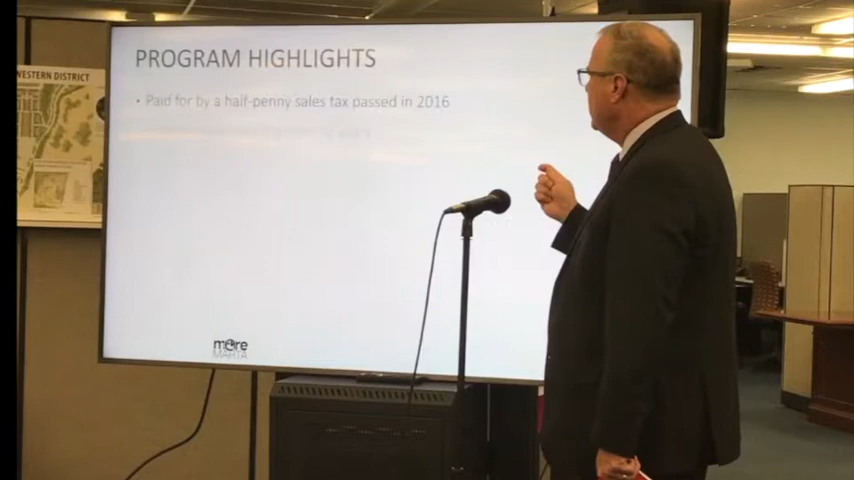 PROGRAM HIGHLIGHTS
WESTERN DISTRICT
• Paid for by a half-penny sales tax passed in 2016
more
MARTA